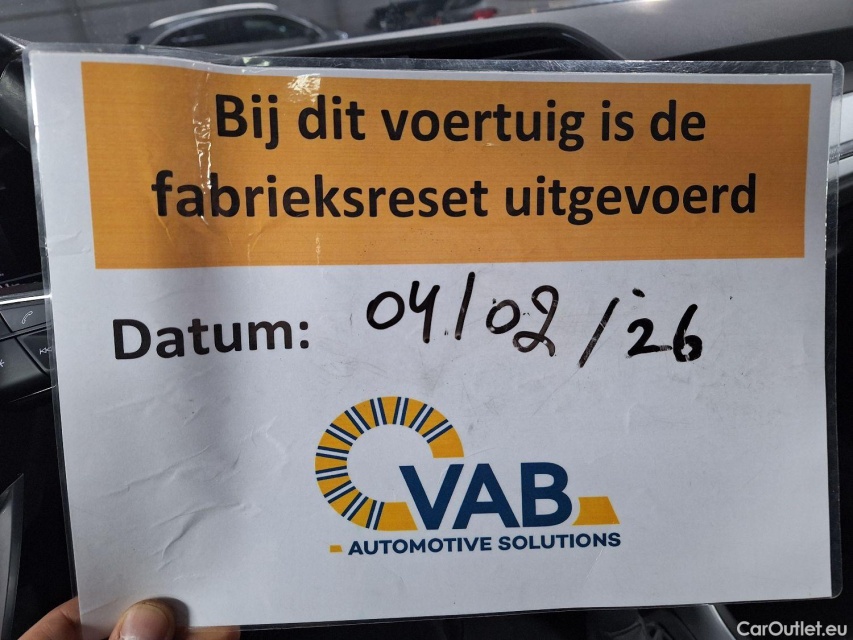 Bij dit voertuig is de
fabrieksreset uitgevoerd
Datum: 04/02/26
VAB
AUTOMOTIVE SOLUTIONS
CarOutlet.eu